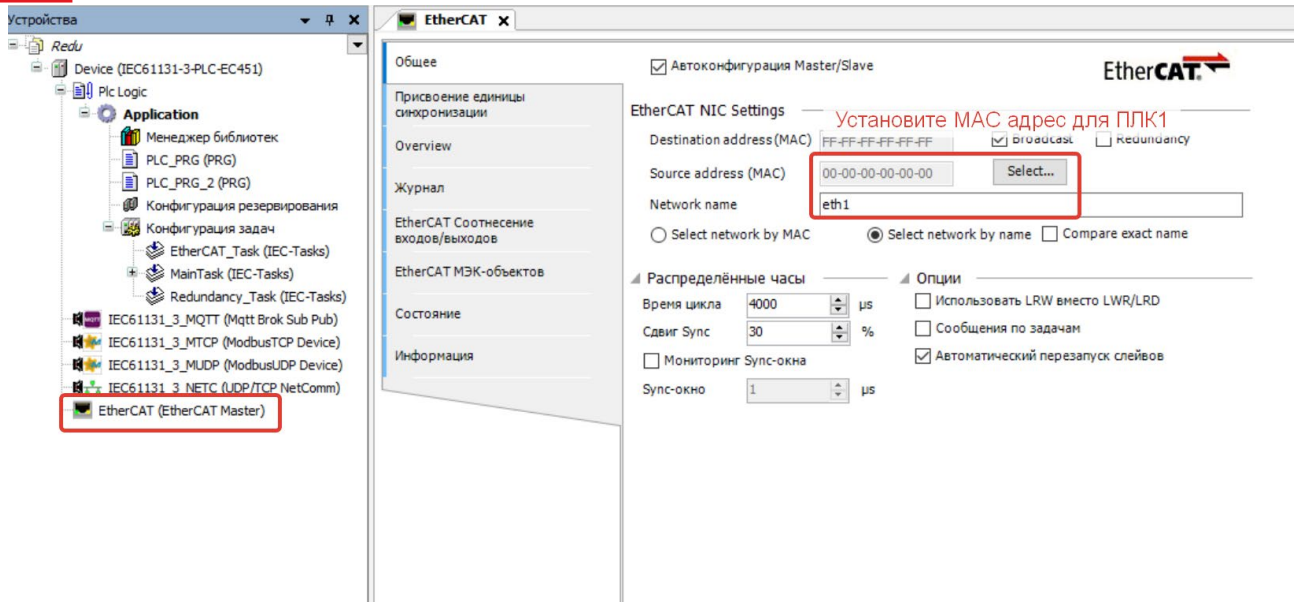 Устройства
EtherCAT
Redu
Device (IEC61131-3-PLC-EC451)
Plc Logic
Application
Менеджер библиотек
PLC_PRG (PRG)
PLC_PRG_2 (PRG)
Конфигурация резервирования
Конфигурация задач
EtherCAT_Task (IEC-Tasks)
MainTask (IEC-Tasks)
Redundancy_Task (IEC-Tasks)
IEC61131_3_MQTT (Mqtt Brok Sub Pub)
IEC61131_3_MTCP (ModbusTCP Device)
IEC61131_3_MUDP (ModbusUDP Device)
IEC61131_3_NETC (UDP/TCP NetComm)
EtherCAT (EtherCAT Master)
Общее
Присвоение единицы
синхронизации
Overview
Журнал
EtherCAT Соотнесение
входов/выходов
EtherCAT МЭК-объектов
Состояние
Информация
Автоконфигурация Master/Slave
EtherCAT
EtherCAT NIC Settings
Установите MAC адрес для ПЛК1
Destination address(MAC) FF-FF-FF-FF-FF-FF Broadcast Redundancy
Source address (MAC) 00-00-00-00-00-00 Select...
Network name eth1
Select network by MAC Select network by name Compare exact name
Распределённые часы Опции
Время цикла 4000 µs Использовать LRW вместо LWR/LRD
Сдвиг Sync 30 % Сообщения по задачам
Мониторинг Sync-окна Автоматический перезапуск слейвов
Sync-окно 1 µs